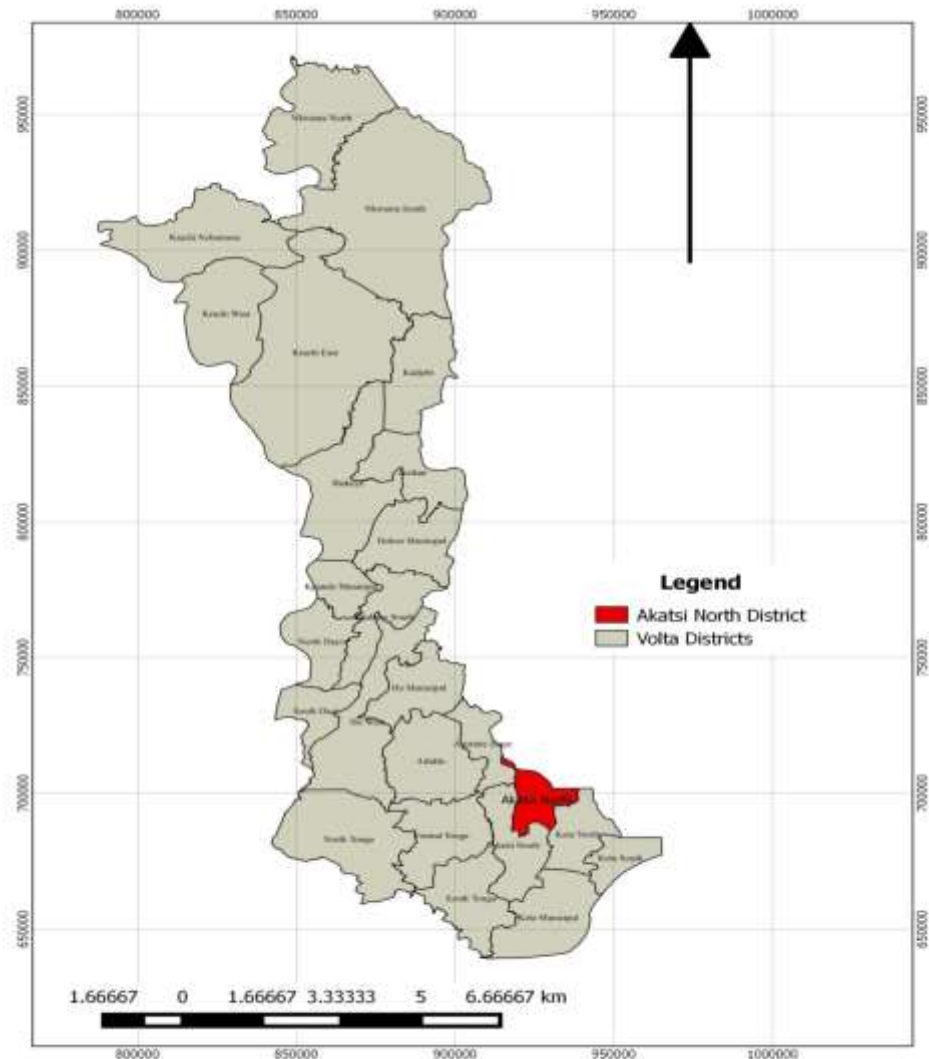 800000 850000 900000 950000 1000000
950000 950000
Nkwanta North
Nkwanta South
Krachi Nchumuru
900000 900000
Krachi West
Krachi East
Kadjebi
850000 850000
Jasikan
Biakoye
800000 800000
Hohoe Municipal
Legend
Akatsi North District
Volta Districts
North Dayi
750000 750000
Ho Municipal
South Dayi
Ho West
Adaklu
700000 700000
Akatsi North
North Tongu
Central Tongu
Akatsi South
Ketu North
Ketu South
South Tongu
Keta Municipal
650000 650000
1.66667 0 1.66667 3.33333 5 6.66667 km
800000 850000 900000 950000 1000000